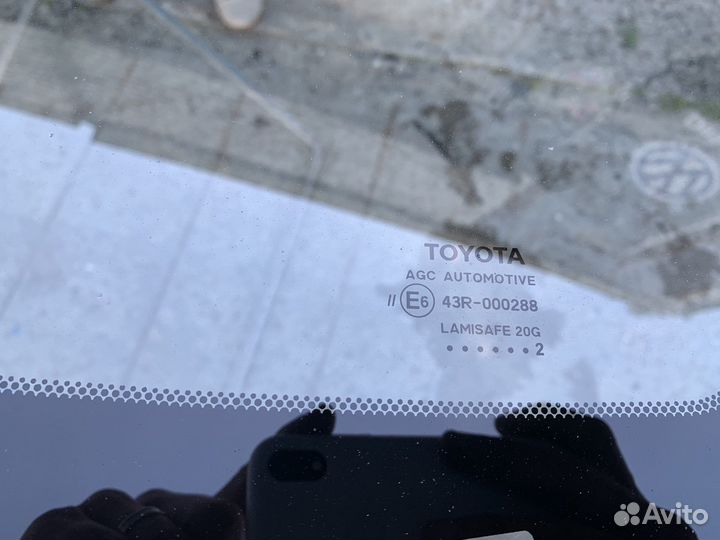 TOYOTA
AGC AUTOMOTIVE
II E6 43R-000288
LAMISAFE 20G
• • • • • • 2
Avito